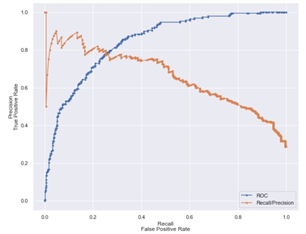 1.0
0.8
0.6
0.4
0.2
0.0
Precision
True Positive Rate
0.0 0.2 0.4 0.6 0.8 1.0
Recall
False Positive Rate
ROC
Recall/Precision